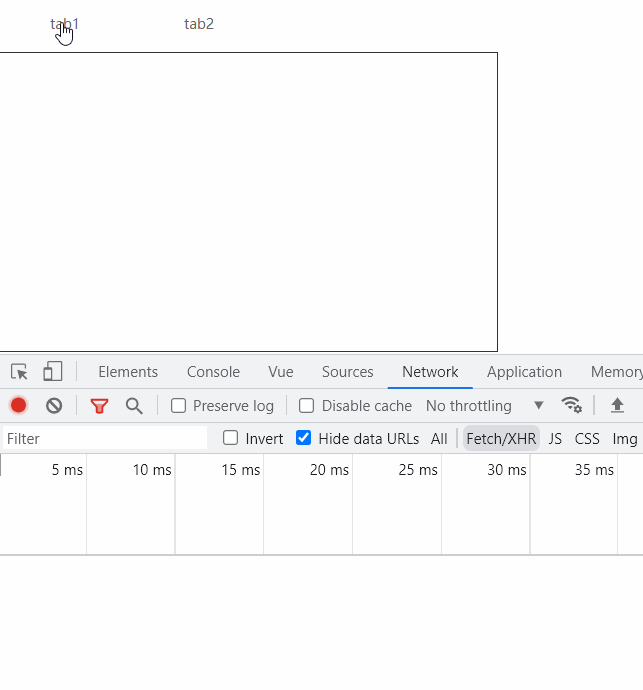 tab1 tab2
Elements Console Vue Sources Network Application Memory
Preserve log Disable cache No throttling
Filter Invert Hide data URLs All Fetch/XHR JS CSS Img
5 ms 10 ms 15 ms 20 ms 25 ms 30 ms 35 ms